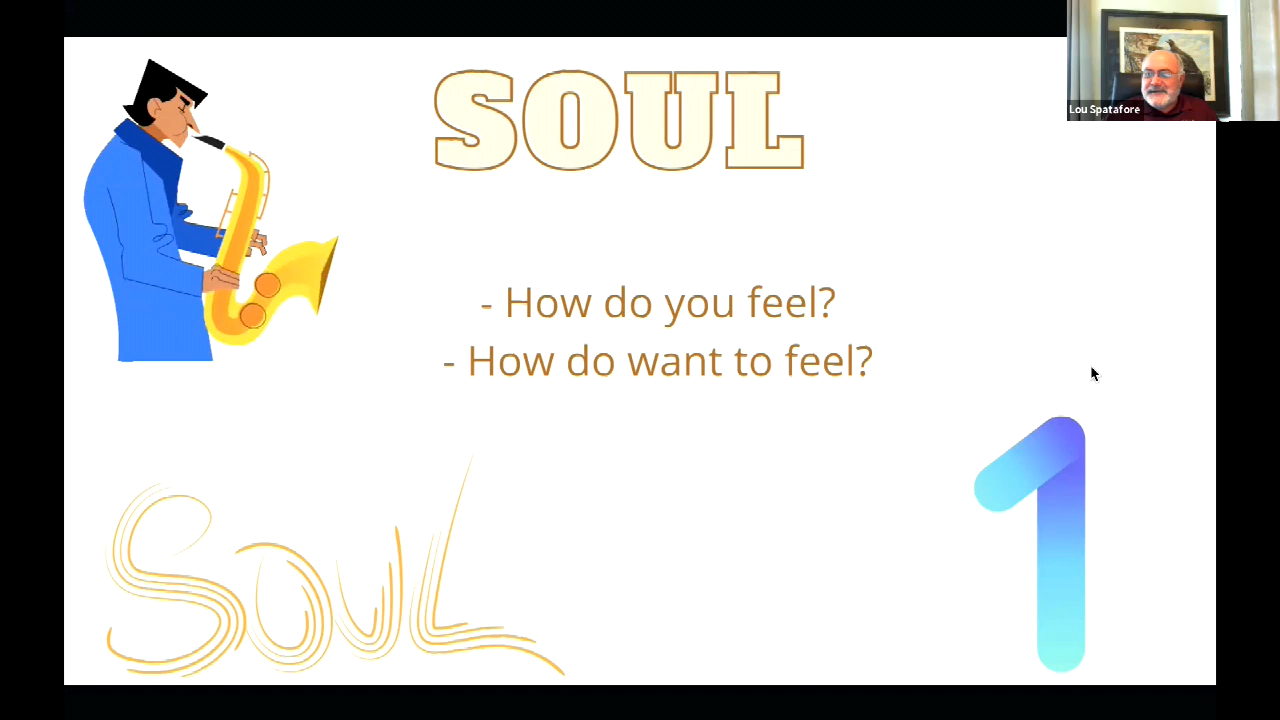 SOUL
Lou Spatafore
- How do you feel?
- How do want to feel?
SOUL
1